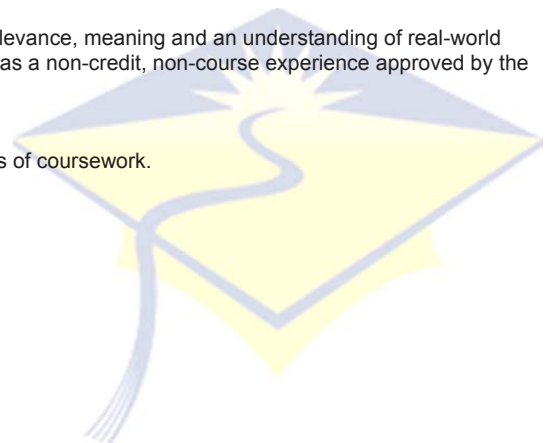 levance, meaning and an understanding of real-world
as a non-credit, non-course experience approved by the
s of coursework.